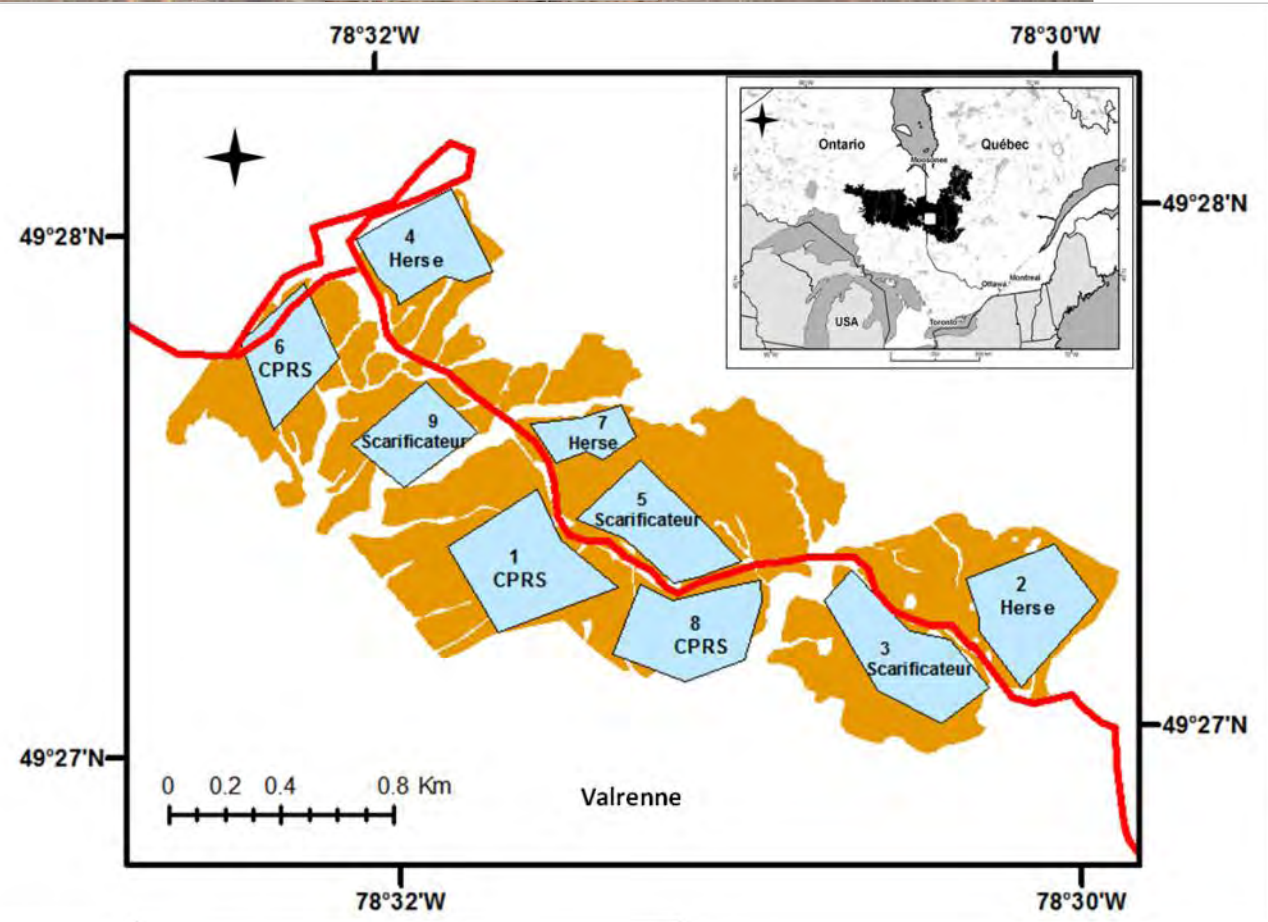 78°32'W
78°30'W
Ontario
Québec
Moosonee
USA
Ottawa
Montreal
Toronto
49°28'N
49°28'N
4
Herse
6
CPRS
9
Scarificateur
7
Herse
5
Scarificateur
1
CPRS
2
Herse
8
CPRS
3
Scarificateur
49°27'N
49°27'N
0 0.2 0.4 0.8 Km
Valrenne
78°32'W
78°30'W